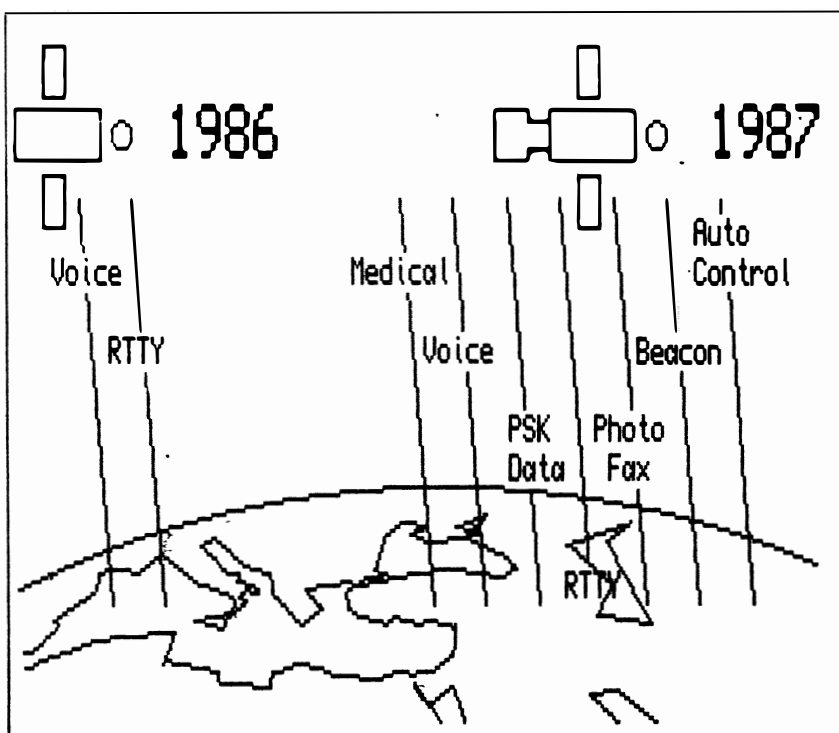 1986
1987
Voice
RTTY
Medical
Voice
PSK
Data
RTTY
Photo
Fax
Beacon
Auto
Control